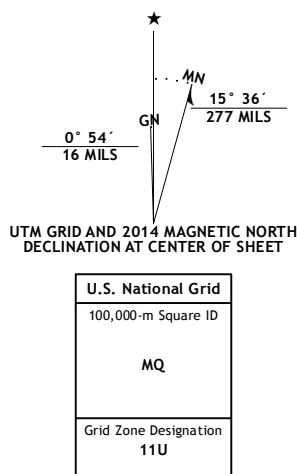 ★
MN
GN
15° 36´
277 MILS
0° 54´
16 MILS
UTM GRID AND 2014 MAGNETIC NORTH
DECLINATION AT CENTER OF SHEET
U.S. National Grid
100,000-m Square ID
MQ
Grid Zone Designation
11U